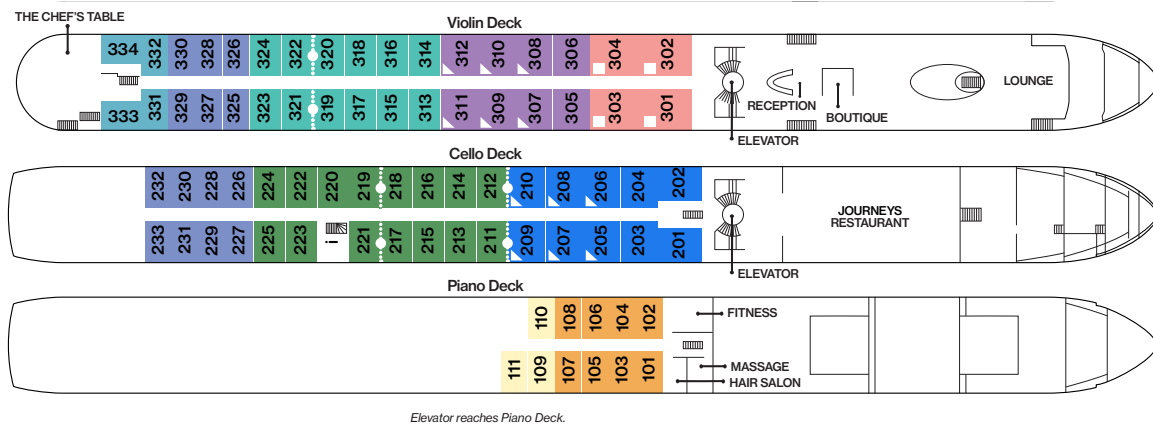 THE CHEF'S TABLE
Violin Deck
334 332 330 328 326 324 322 320 318 316 314 312 310 308 306 304 302
333 331 329 327 325 323 321 319 317 315 313 311 309 307 305 303 301
RECEPTION
BOUTIQUE
LOUNGE
ELEVATOR
Cello Deck
232 230 228 226 224 222 220 219 218 216 214 212 210 208 206 204 202
233 231 229 227 225 223 i 221 217 215 213 211 209 207 205 203 201
JOURNEYS
RESTAURANT
ELEVATOR
Piano Deck
110 108 106 104 102
111 109 107 105 103 101
FITNESS
MASSAGE
HAIR SALON
Elevator reaches Piano Deck.